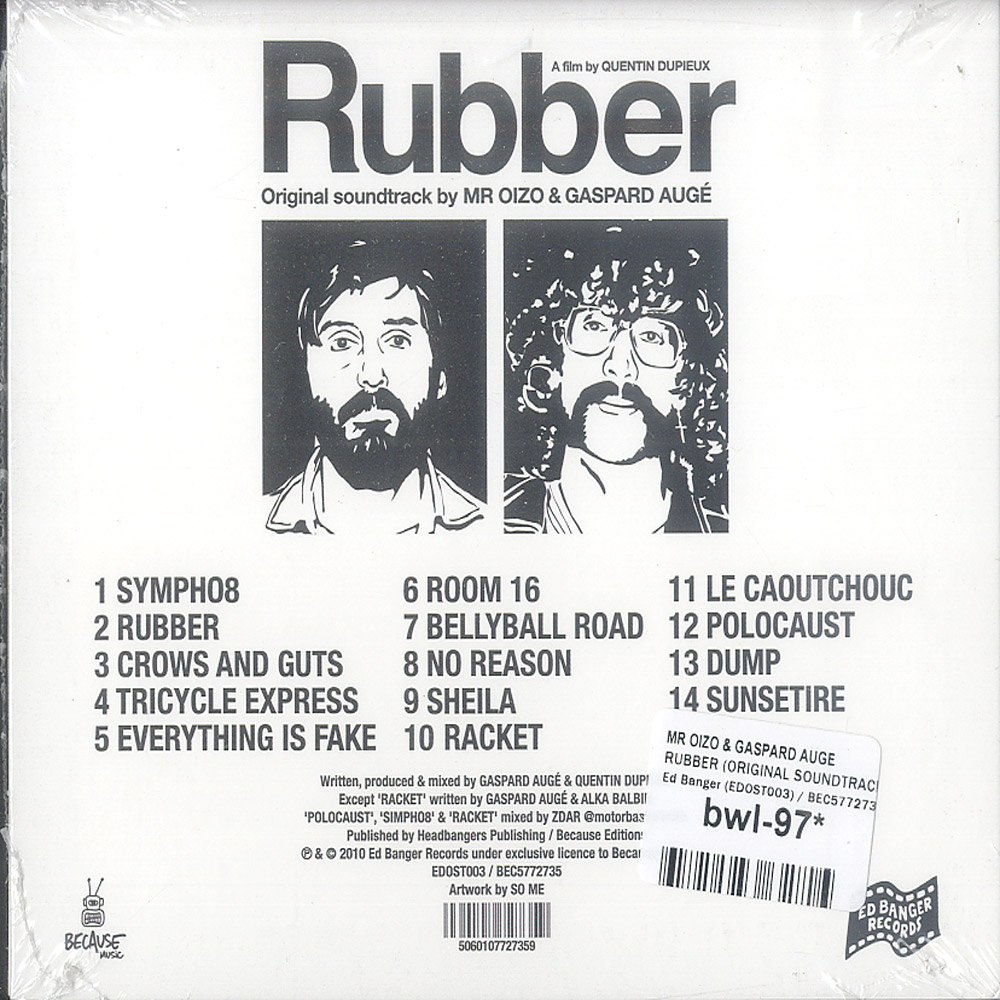 A film by QUENTIN DUPIEUX
Rubber
Original soundtrack by MR OIZO & GASPARD AUGÉ
1 SYMPHO8
2 RUBBER
3 CROWS AND GUTS
4 TRICYCLE EXPRESS
5 EVERYTHING IS FAKE
6 ROOM 16
7 BELLYBALL ROAD
8 NO REASON
9 SHEILA
10 RACKET
11 LE CAOUTCHOUC
12 POLOCAUST
13 DUMP
14 SUNSETIRE
Written, produced & mixed by GASPARD AUGÉ & QUENTIN
Except 'RACKET' written by GASPARD AUGÉ & ALKA
'POLOCAUST', 'SIMPHO8' & 'RACKET' mixed by ZDAR
Published by Headbangers Publishing / Because Editions
℗ & © 2010 Ed Banger Records under exclusive licence to
EDOST003 / BEC5772735
Artwork by SO ME
5060107727359
MR OIZO & GASPARD AUGE
RUBBER (ORIGINAL
Ed Banger (EDOST003) / BEC577273
bwl-97*
BECAUSE
MUSIC
ED BANGER
RECORDS